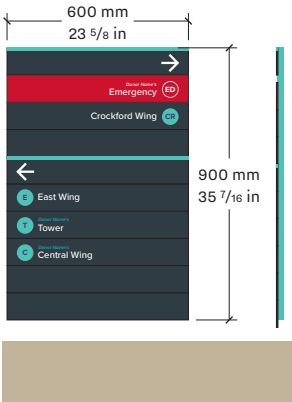 600 mm
23 5/8 in
→
Donor Name's
Emergency ED
Crockford Wing CR
←
E East Wing
Donor Name's
T Tower
Donor Name's
C Central Wing
900 mm
35 7/16 in